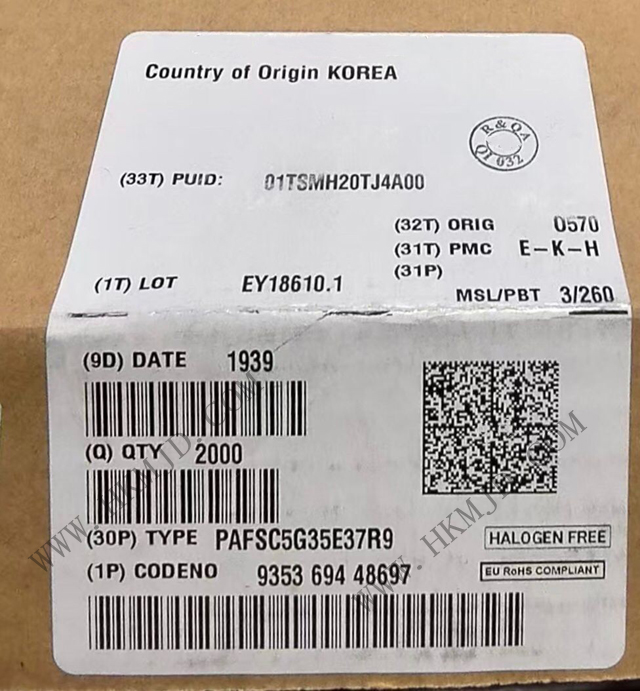 Country of Origin KOREA
R & QA
QI 032
(33T) PUID: 01TSMH20TJ4A00
(32T) ORIG 0570
(31T) PMC E-K-H
(31P)
(1T) LOT EY18610.1
MSL/PBT 3/260
(9D) DATE 1939
(Q) QTY 2000
(30P) TYPE PAFSC5G35E37R9
HALOGEN FREE
(1P) CODENO 9353 694 48697
EU RoHS COMPLIANT
WWW.HKMJD.COM
WWW.HKMJD.COM